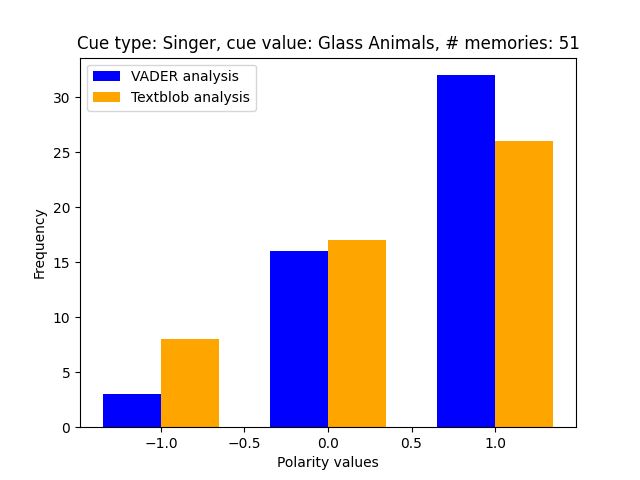 Cue type: Singer, cue value: Glass Animals, # memories: 51
VADER analysis
Textblob analysis
Frequency
30
25
20
15
10
5
0
−1.0 −0.5 0.0 0.5 1.0
Polarity values